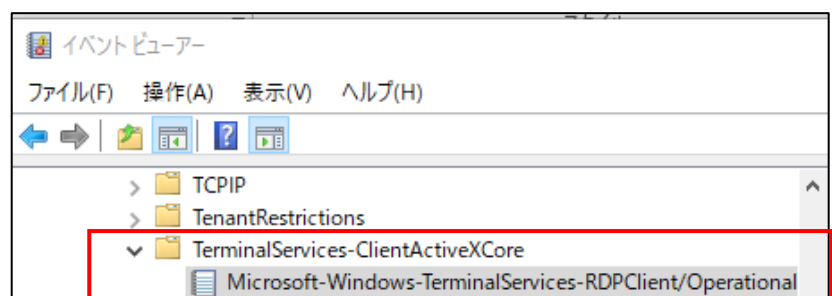 イベント ビューアー
ファイル(F) 操作(A) 表示(V) ヘルプ(H)
TCPIP
TenantRestrictions
TerminalServices-ClientActiveXCore
Microsoft-Windows-TerminalServices-RDPClient/Operational